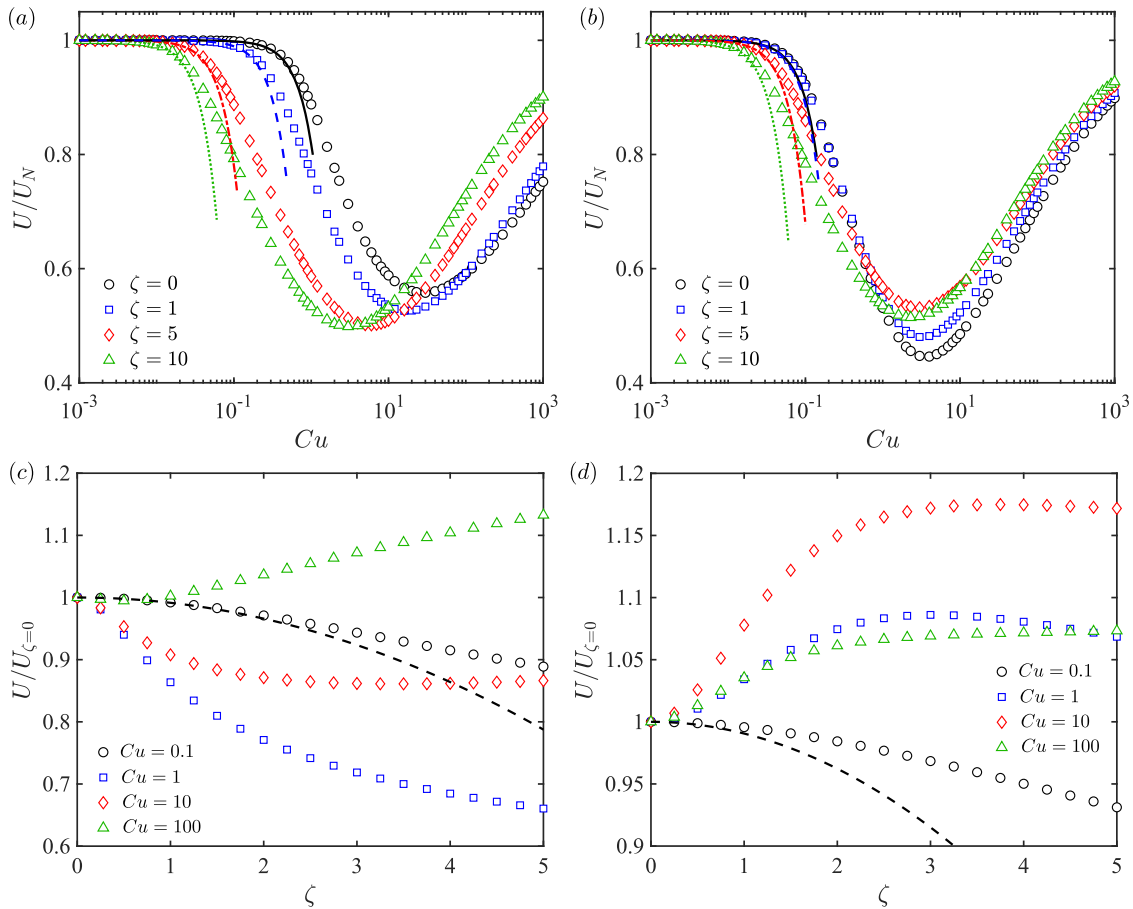 (a)
U/U_N
1
0.8
0.6
0.4
ζ = 0
ζ = 1
ζ = 5
ζ = 10
10^-3
10^-1
10^1
10^3
Cu
(b)
U/U_N
1
0.8
0.6
0.4
ζ = 0
ζ = 1
ζ = 5
ζ = 10
10^-3
10^-1
10^1
10^3
Cu
(c)
U/U_ζ=0
1.2
1.1
1
0.9
0.8
0.7
0.6
Cu = 0.1
Cu = 1
Cu = 10
Cu = 100
0 1 2 3 4 5
ζ
(d)
U/U_ζ=0
1.2
1.15
1.1
1.05
1
0.95
0.9
Cu = 0.1
Cu = 1
Cu = 10
Cu = 100
0 1 2 3 4 5
ζ